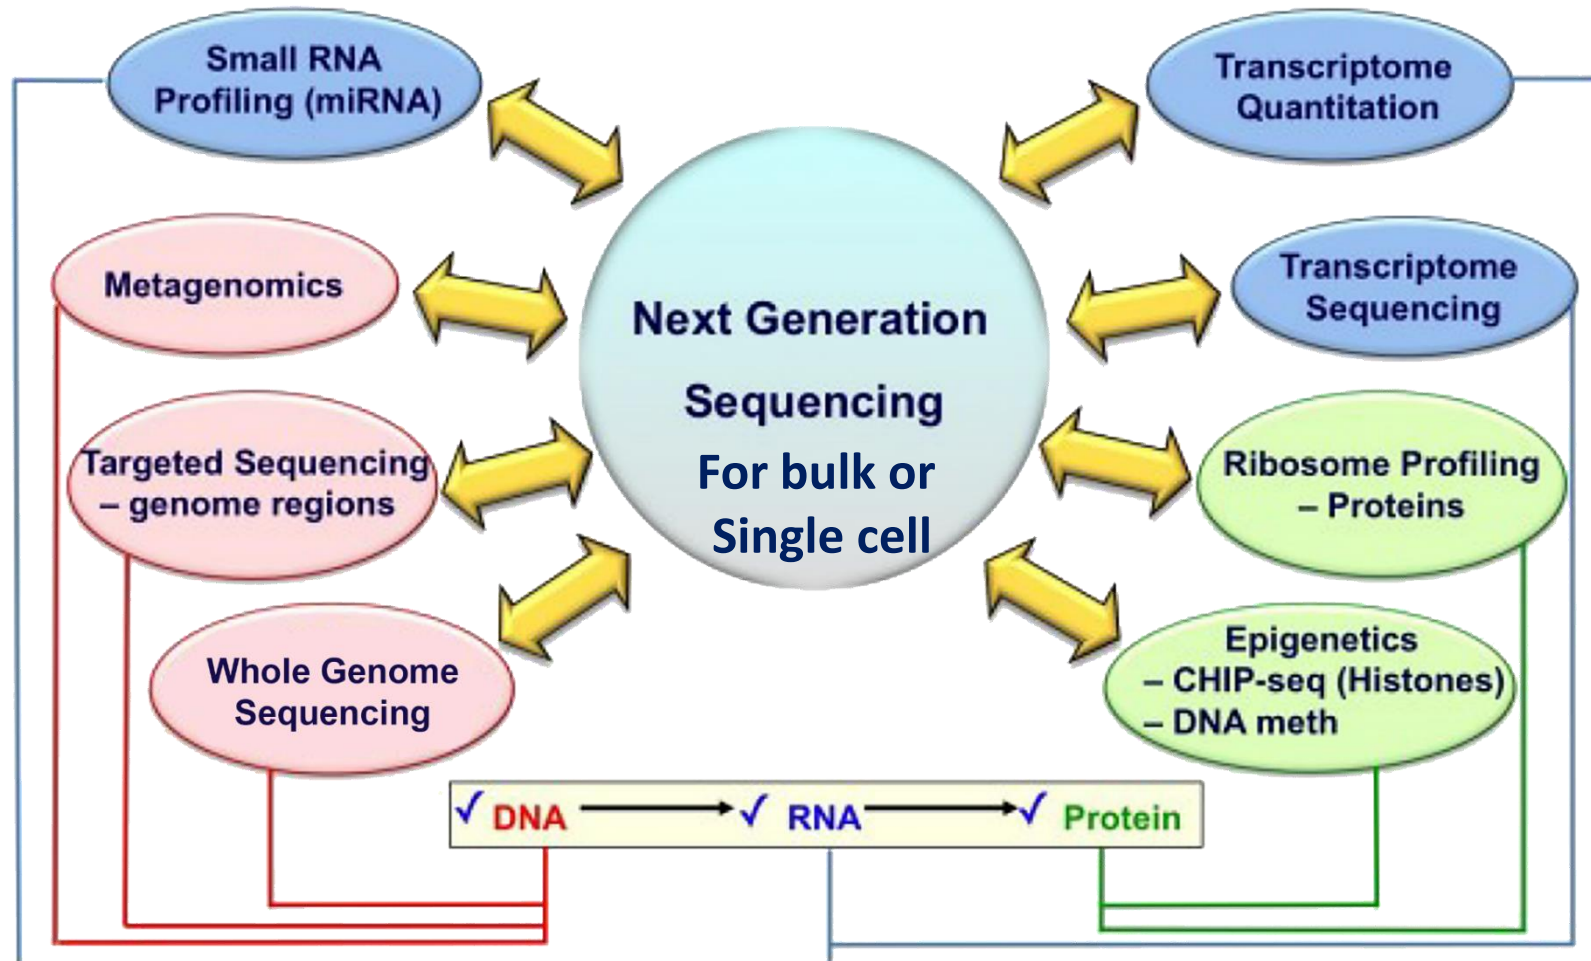 Small RNA
Profiling (miRNA)
Transcriptome
Quantitation
Metagenomics
Transcriptome
Sequencing
Next Generation
Sequencing
For bulk or
Single cell
Targeted Sequencing
– genome regions
Ribosome Profiling
– Proteins
Whole Genome
Sequencing
Epigenetics
– CHIP-seq (Histones)
– DNA meth
✓ DNA ✓ RNA ✓ Protein